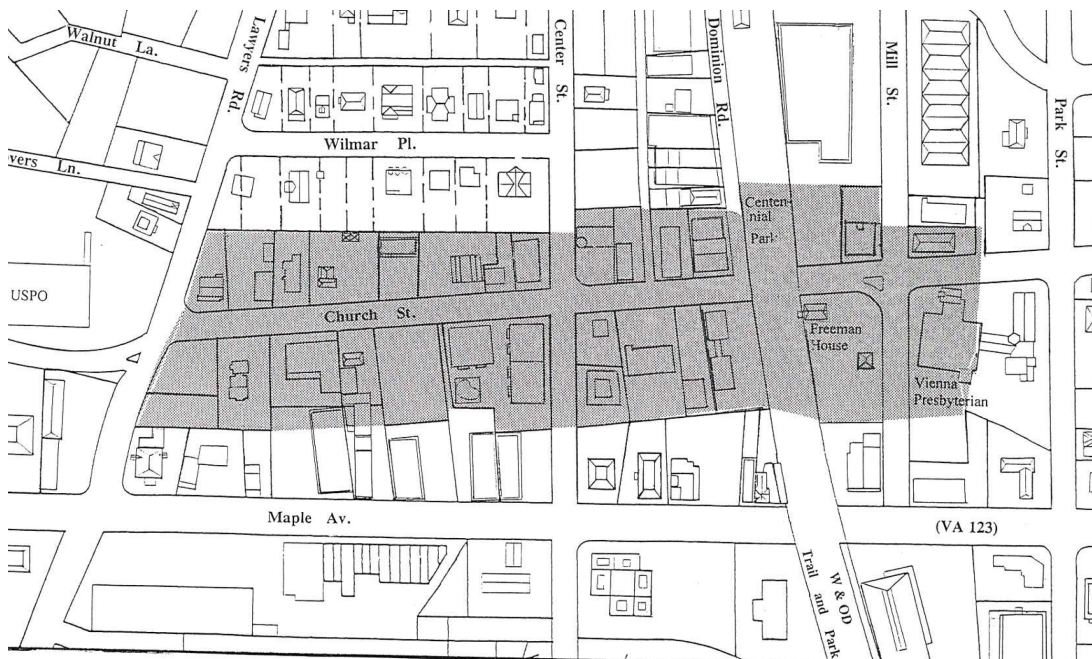 Walnut La.
Lawyers Rd.
Center St.
Dominion Rd.
Mill St.
Park St.
Wilmar Pl.
vers Ln.
Centen-
nial
Park
USPO
Church St.
Freeman
House
Vienna
Presbyterian
Maple Av.
(VA 123)
W & OD
Trail and Park